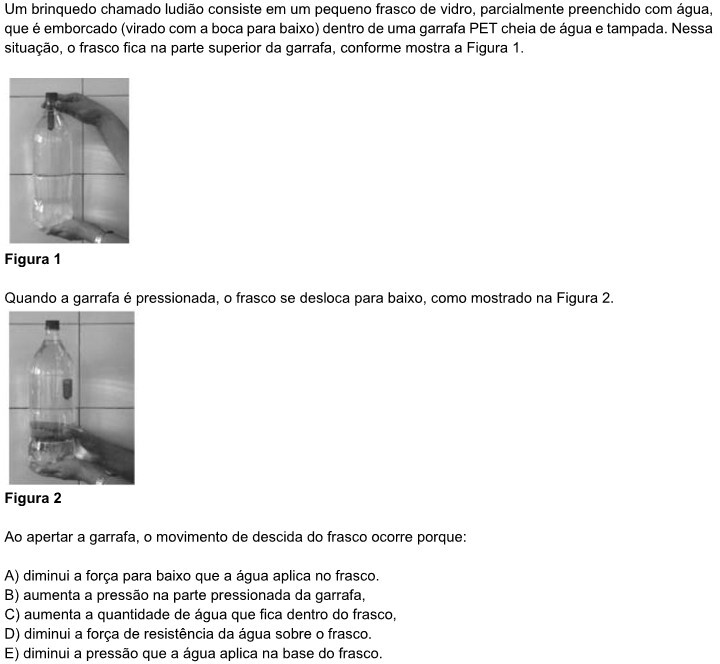 Um brinquedo chamado ludião consiste em um pequeno frasco de vidro, parcialmente preenchido com água,
que é emborcado (virado com a boca para baixo) dentro de uma garrafa PET cheia de água e tampada. Nessa
situação, o frasco fica na parte superior da garrafa, conforme mostra a Figura 1.
Figura 1
Quando a garrafa é pressionada, o frasco se desloca para baixo, como mostrado na Figura 2.
Figura 2
Ao apertar a garrafa, o movimento de descida do frasco ocorre porque:
A) diminui a força para baixo que a água aplica no frasco.
B) aumenta a pressão na parte pressionada da garrafa,
C) aumenta a quantidade de água que fica dentro do frasco,
D) diminui a força de resistência da água sobre o frasco.
E) diminui a pressão que a água aplica na base do frasco.